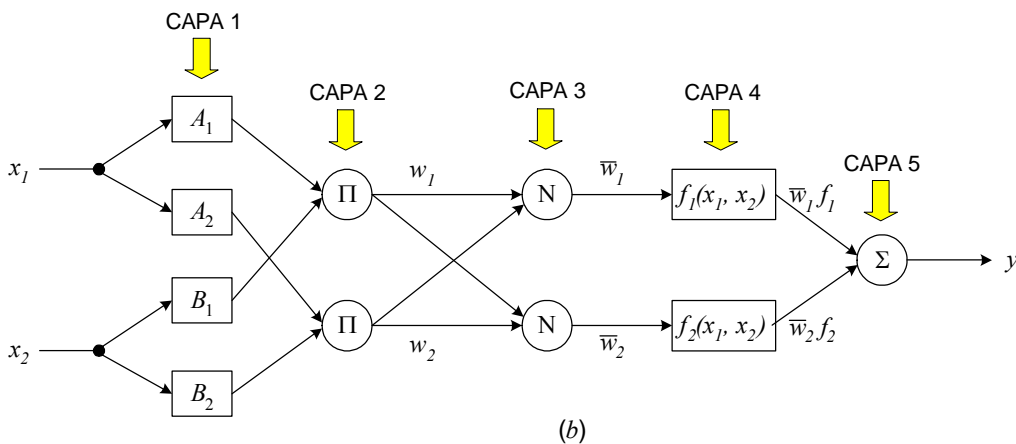 CAPA 1
CAPA 2
CAPA 3
CAPA 4
CAPA 5
x₁
x₂
A₁
A₂
B₁
B₂
Π
Π
w₁
w₂
N
N
w̅₁
w̅₂
f₁(x₁, x₂)
f₂(x₁, x₂)
w̅₁ f₁
w̅₂ f₂
Σ
y
(b)